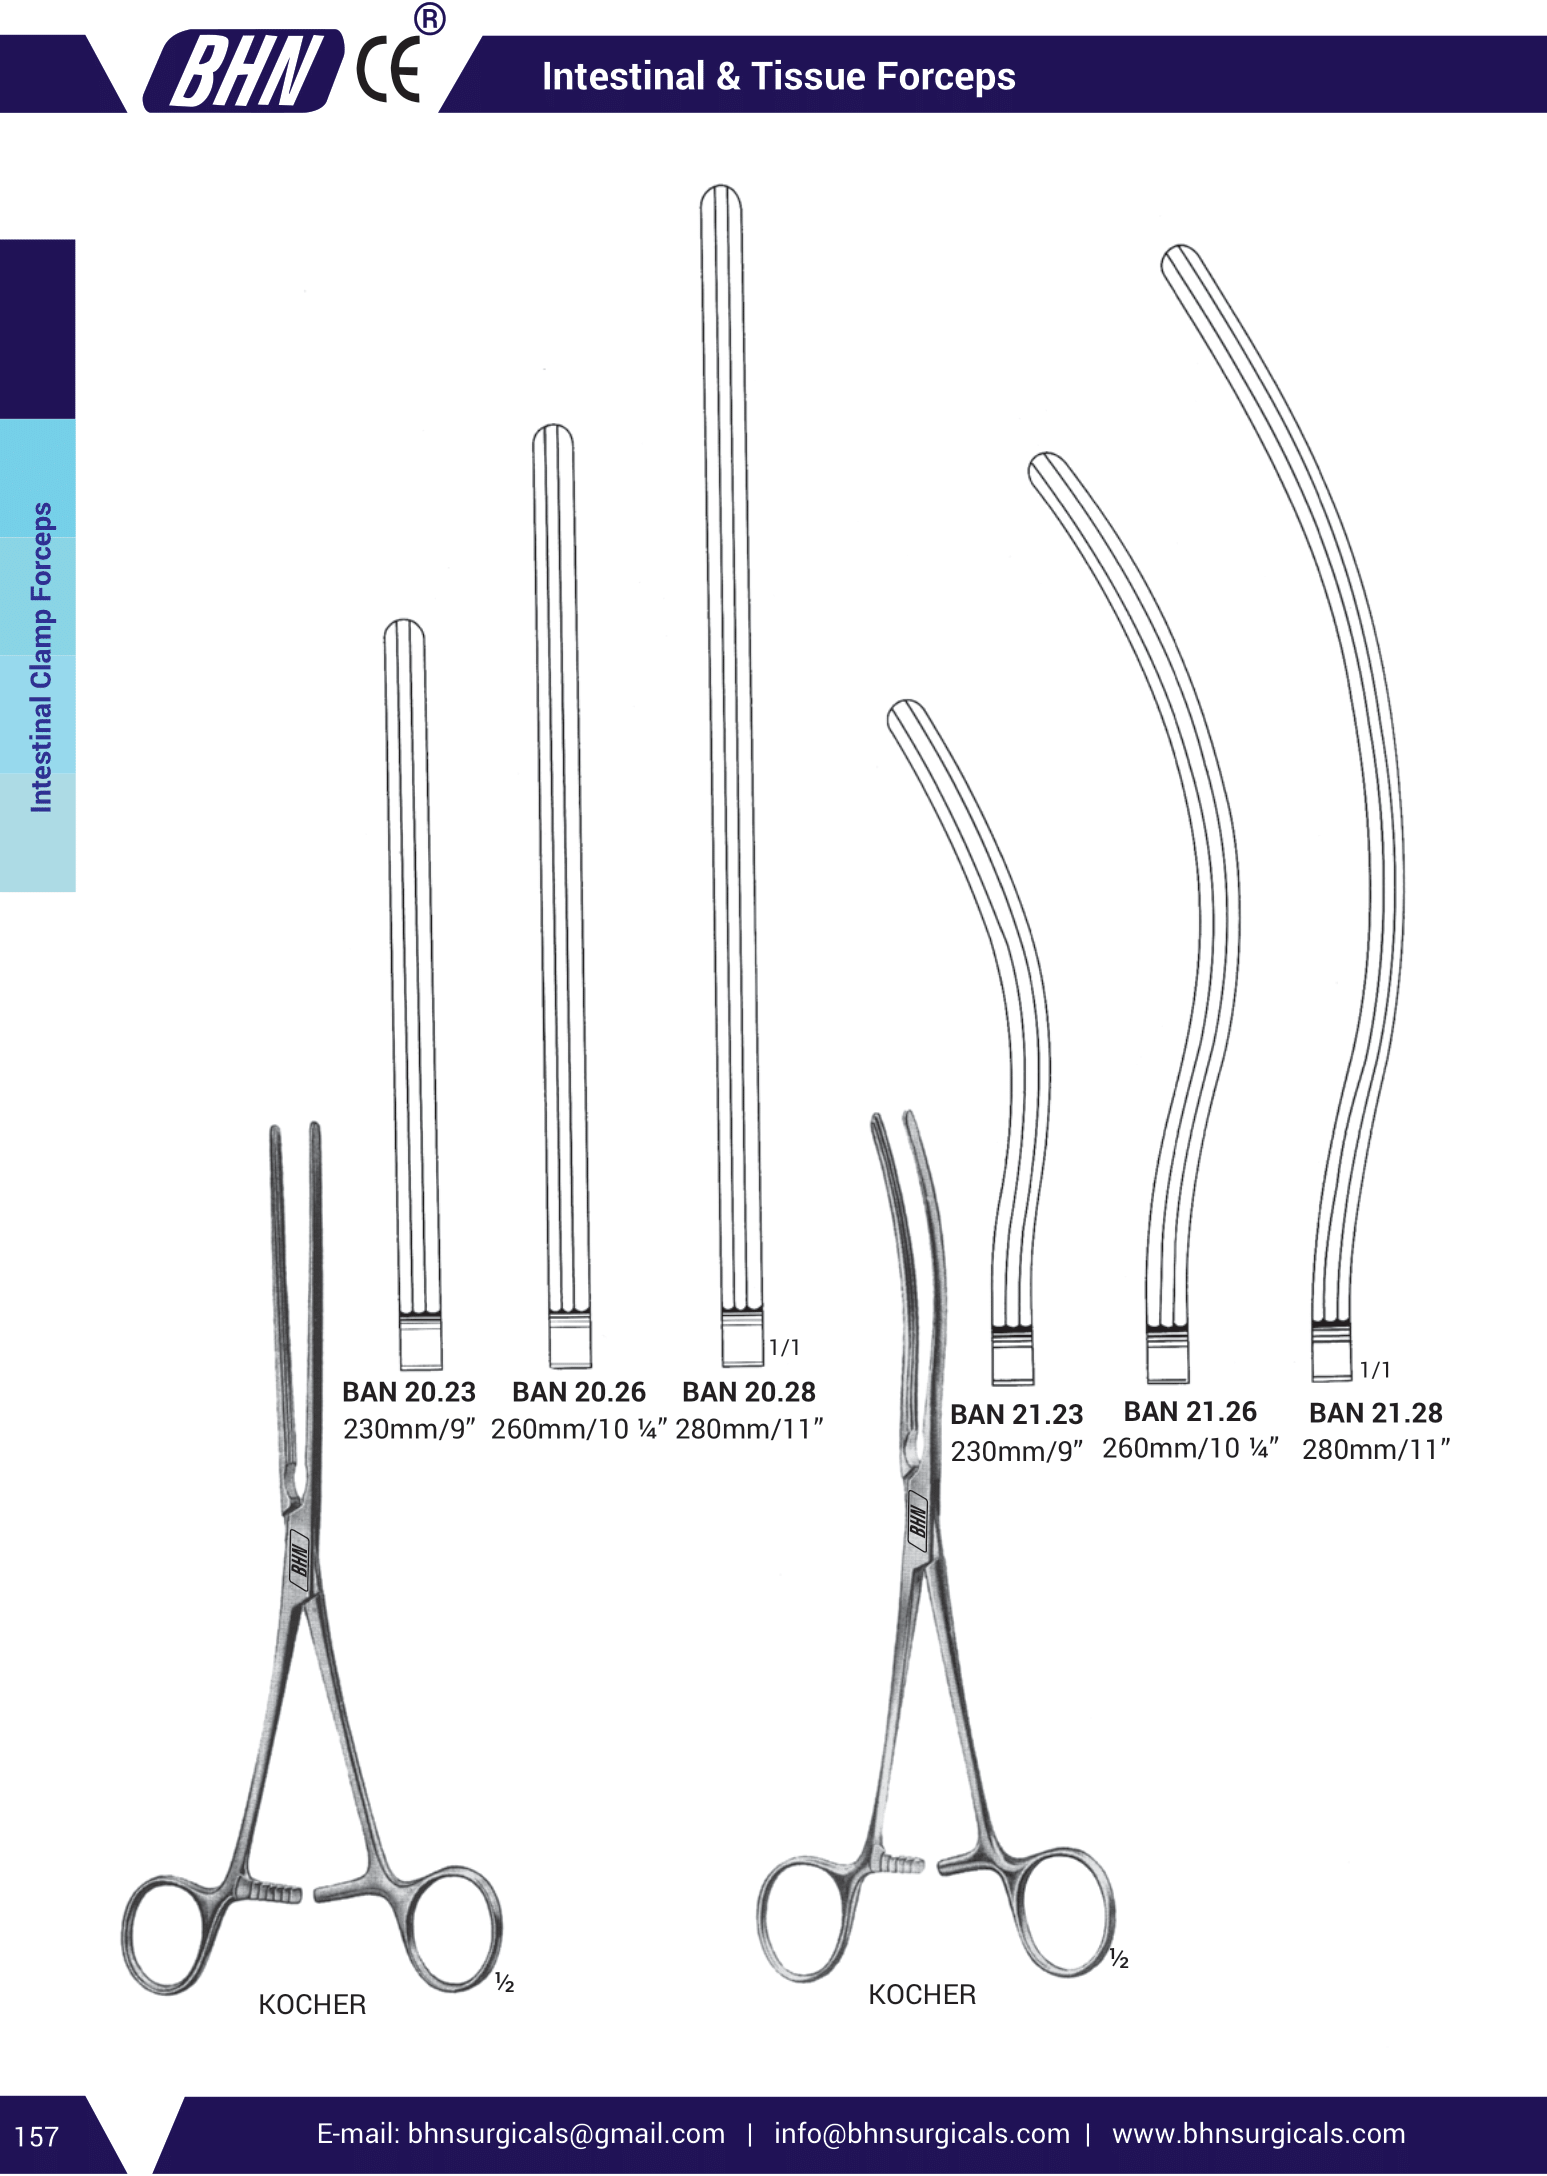 BHN CE ®
Intestinal & Tissue Forceps
Intestinal Clamp Forceps
1/1
BAN 20.23
230mm/9”
BAN 20.26
260mm/10 ¼”
BAN 20.28
280mm/11”
1/1
BAN 21.23
230mm/9”
BAN 21.26
260mm/10 ¼”
BAN 21.28
280mm/11”
BHN
BHN
½
KOCHER
½
KOCHER
157
E-mail: bhnsurgicals@gmail.com | info@bhnsurgicals.com | www.bhnsurgicals.com